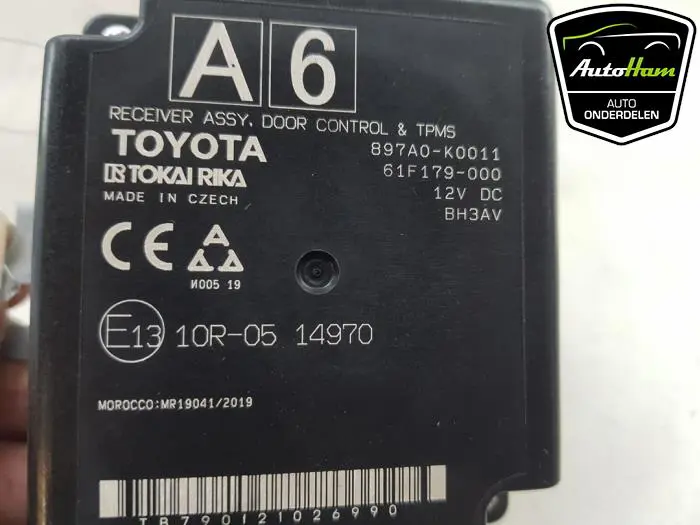 A 6
RECEIVER ASSY, DOOR CONTROL & TPMS
TOYOTA 897A0-K0011
TOKAI RIKA 61F179-000
12V DC
MADE IN CZECH
BH3AV
CE
И005 19
E13 10R-05 14970
MOROCCO:MR19041/2019
TB790121026990
AutoHam
AUTO
ONDERDELEN